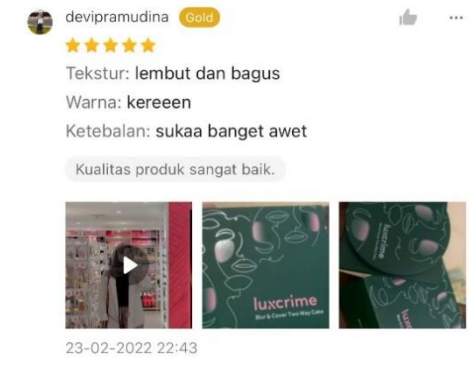 devipramudina Gold
Tekstur: lembut dan bagus
Warna: kereeen
Ketebalan: sukaa banget awet
Kualitas produk sangat baik.
luxcrime
Blur & Cover Two Way Cake
23-02-2022 22:43